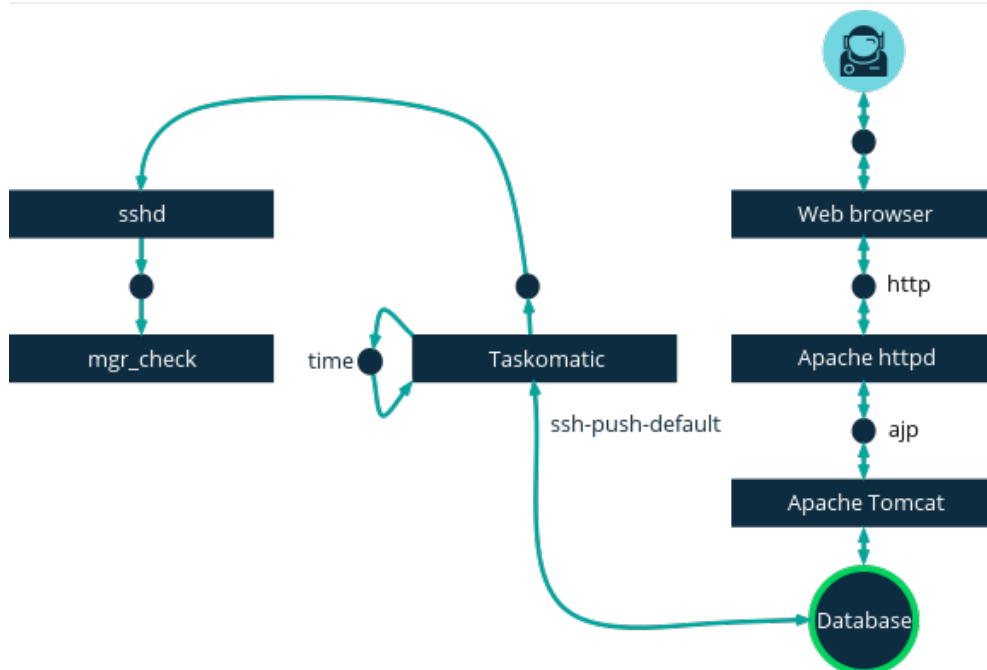 sshd
Web browser
http
time
mgr_check
Taskomatic
Apache httpd
ssh-push-default
ajp
Apache Tomcat
Database